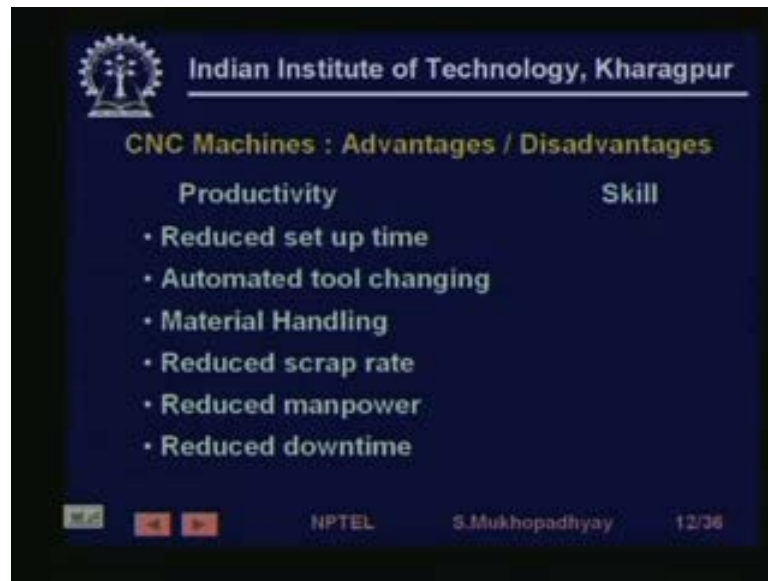 Indian Institute of Technology, Kharagpur
CNC Machines : Advantages / Disadvantages
Productivity Skill
• Reduced set up time
• Automated tool changing
• Material Handling
• Reduced scrap rate
• Reduced manpower
• Reduced downtime
NPTEL S.Mukhopadhyay 12/36